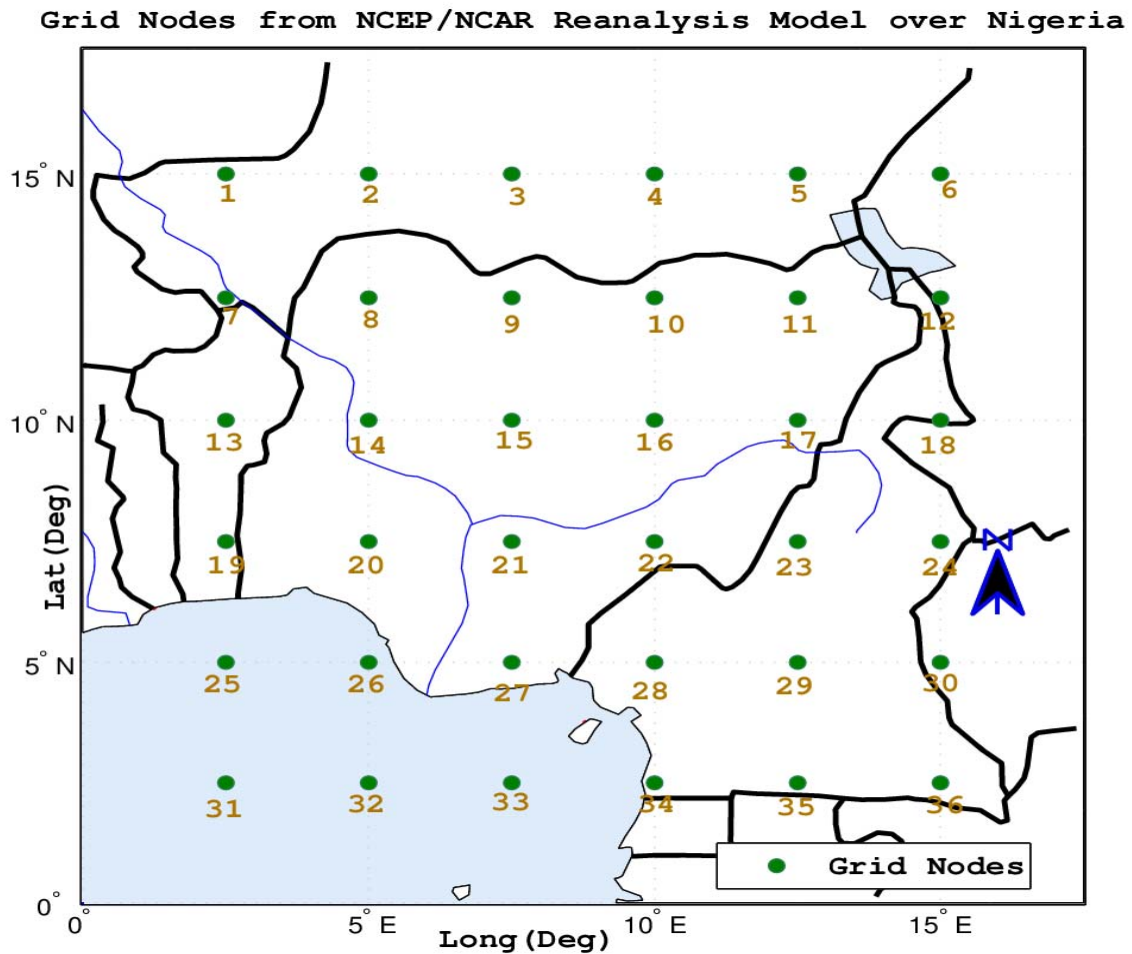 Grid Nodes from NCEP/NCAR Reanalysis Model over Nigeria
15° N
1 2 3 4 5 6
7 8 9 10 11 12
10° N
13 14 15 16 17 18
Lat(Deg)
19 20 21 22 23 24
N
5° N
25 26 27 28 29 30
31 32 33 34 35 36
Grid Nodes
0°
0° 5° E 10° E 15° E
Long(Deg)